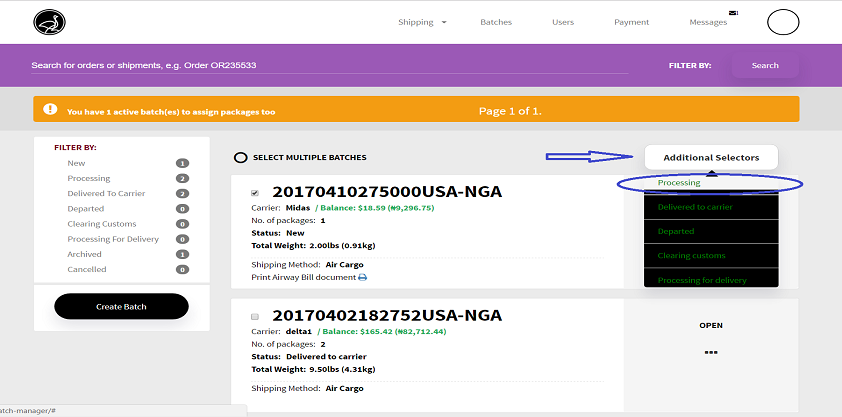 Shipping Batches Users Payment Messages
Search for orders or shipments, e.g. Order OR235533 FILTER BY: Search
You have 1 active batch(es) to assign packages too Page 1 of 1.
FILTER BY:
New 1
Processing 2
Delivered To Carrier 2
Departed 0
Clearing Customs 0
Processing For Delivery 0
Archived 1
Cancelled 0
Create Batch
SELECT MULTIPLE BATCHES
Additional Selectors
Processing
Delivered to carrier
Departed
Clearing customs
Processing for delivery
20170410275000USA-NGA
Carrier: Midas / Balance: $18.59 (₦9,296.75)
No. of packages: 1
Status: New
Total Weight: 2.00lbs (0.91kg)
Shipping Method: Air Cargo
Print Airway Bill document
20170402182752USA-NGA
Carrier: delta1 / Balance: $165.42 (₦82,712.44)
No. of packages: 2
Status: Delivered to carrier
Total Weight: 9.50lbs (4.31kg)
Shipping Method: Air Cargo
OPEN
atch-manager/#